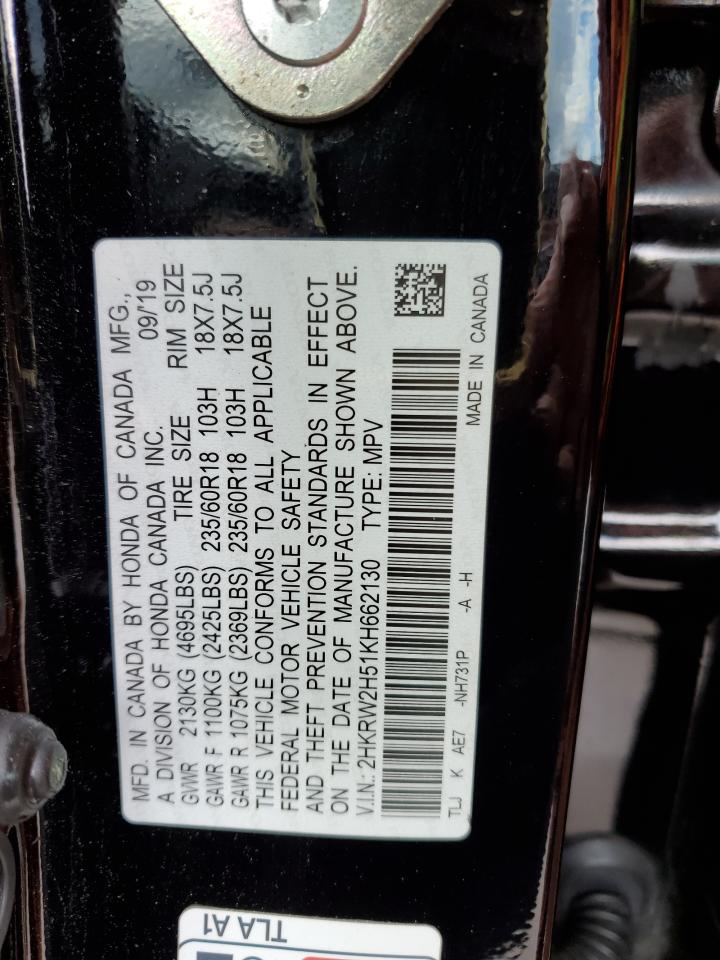 MFD. IN CANADA BY HONDA OF CANADA MFG.,
A DIVISION OF HONDA CANADA INC. 09/19
GVWR 2130KG (4695LBS) TIRE SIZE RIM SIZE
GAWR F 1100KG (2425LBS) 235/60R18 103H 18X7.5J
GAWR R 1075KG (2369LBS) 235/60R18 103H 18X7.5J
THIS VEHICLE CONFORMS TO ALL APPLICABLE
FEDERAL MOTOR VEHICLE SAFETY
AND THEFT PREVENTION STANDARDS IN EFFECT
ON THE DATE OF MANUFACTURE SHOWN ABOVE.
V.I.N.: 2HKRW2H51KH662130 TYPE: MPV
TLJ K AE7 -NH731P -A -H MADE IN CANADA
TLA A1